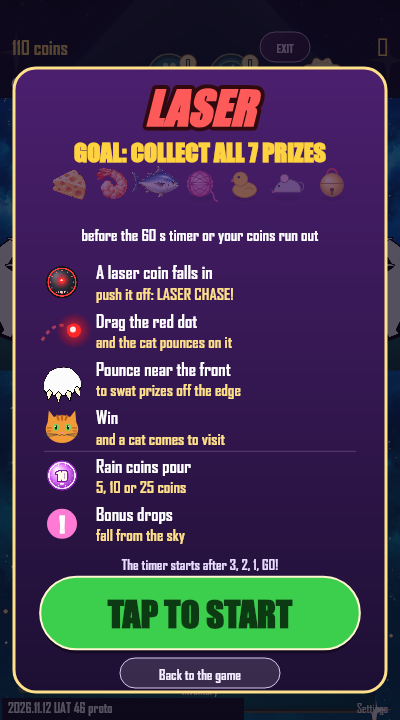 110 coins
EXIT
LASER
GOAL: COLLECT ALL 7 PRIZES
before the 60 s timer or your coins run out
A laser coin falls in
push it off: LASER CHASE!
Drag the red dot
and the cat pounces on it
Pounce near the front
to swat prizes off the edge
Win
and a cat comes to visit
10
Rain coins pour
5, 10 or 25 coins
!
Bonus drops
fall from the sky
The timer starts after 3, 2, 1, GO!
TAP TO START
Back to the game
2026.11.12 UAT 46 proto
Settings